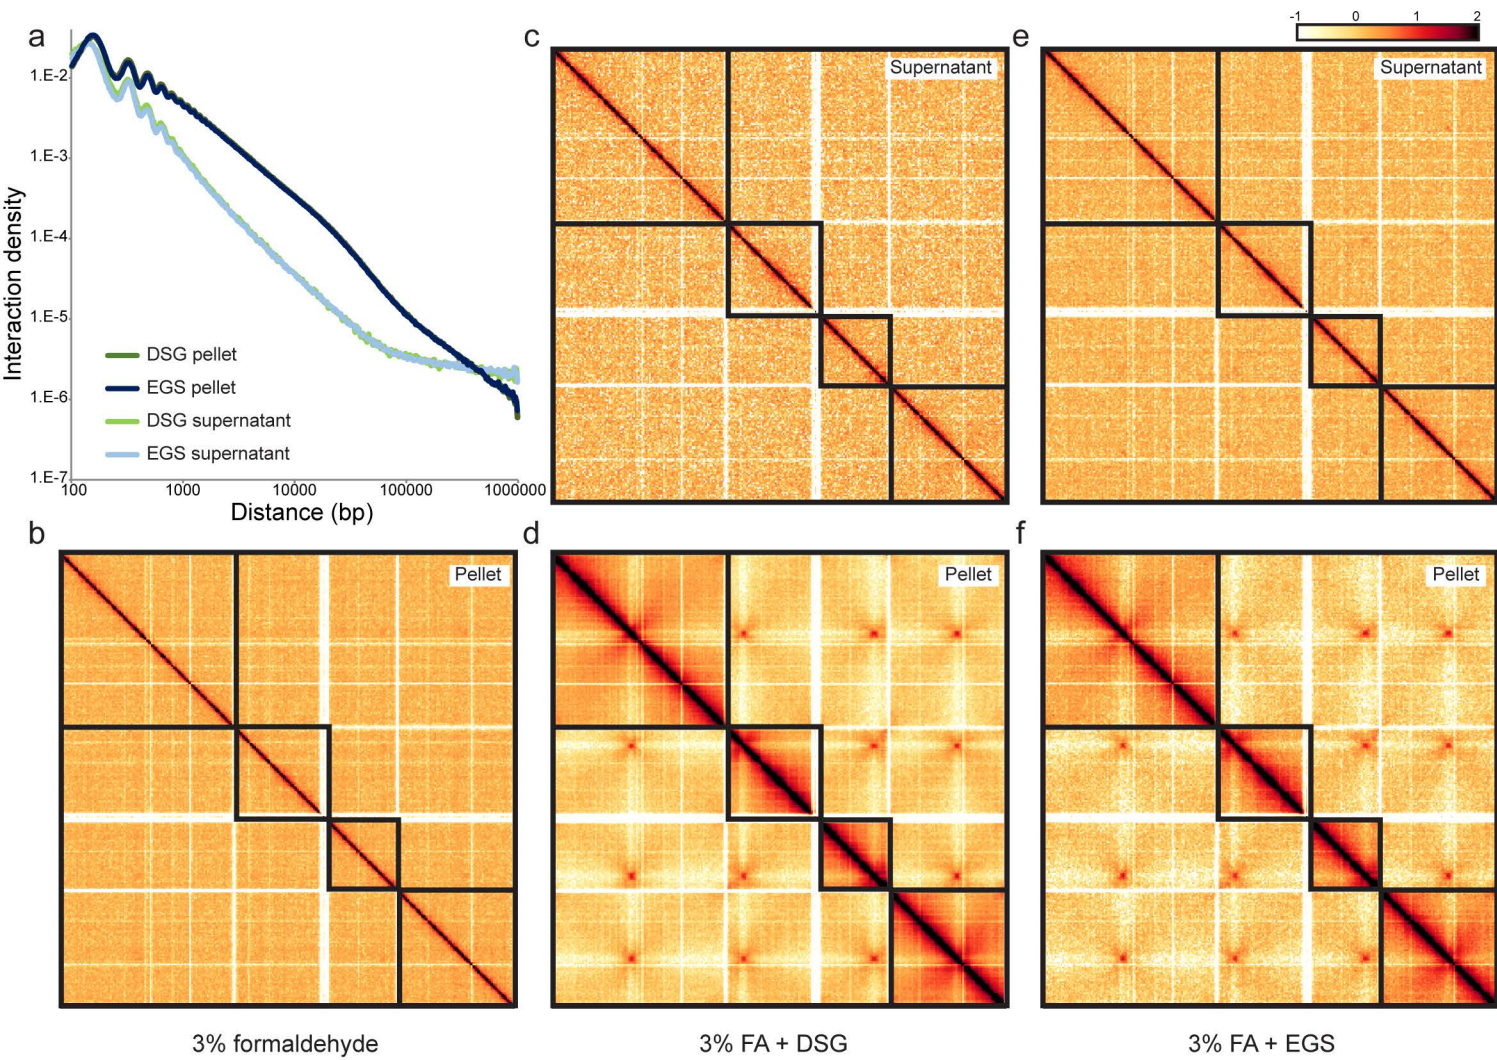 a
Interaction density
1.E-2
1.E-3
1.E-4
1.E-5
1.E-6
1.E-7
DSG pellet
EGS pellet
DSG supernatant
EGS supernatant
100 1000 10000 100000 1000000
Distance (bp)
c
Supernatant
e
-1 0 1 2
Supernatant
b
Pellet
3% formaldehyde
d
Pellet
3% FA + DSG
f
Pellet
3% FA + EGS